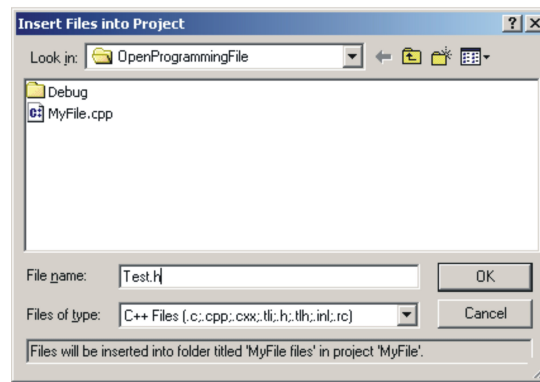 Insert Files into Project
Look in: OpenProgrammingFile
Debug
MyFile.cpp
File name: Test.h OK
Files of type: C++ Files (.c;.cpp;.cxx;.tli;.h;.tlh;.inl;.rc) Cancel
Files will be inserted into folder titled 'MyFile files' in project 'MyFile'.